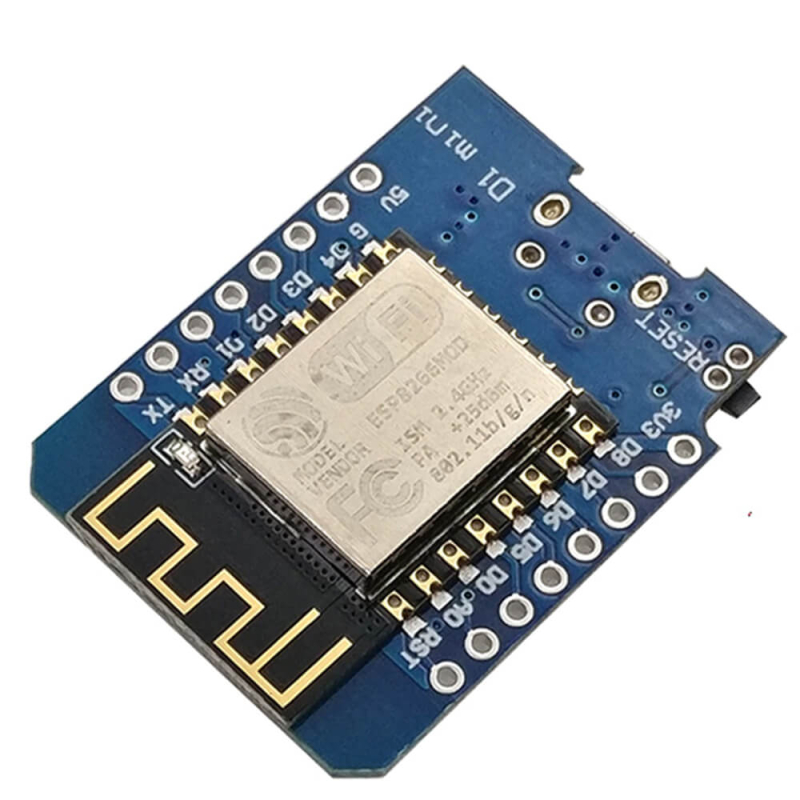 D1 mini
5V
G
D4
D3
D2
D1
RX
TX
RESET
3V3
D8
D7
D6
D5
D0
A0
RST
WiFi
MODEL ESP8266MOD
VENDOR
ISM 2.4GHz
PA +25dBm
802.11b/g/n
FC